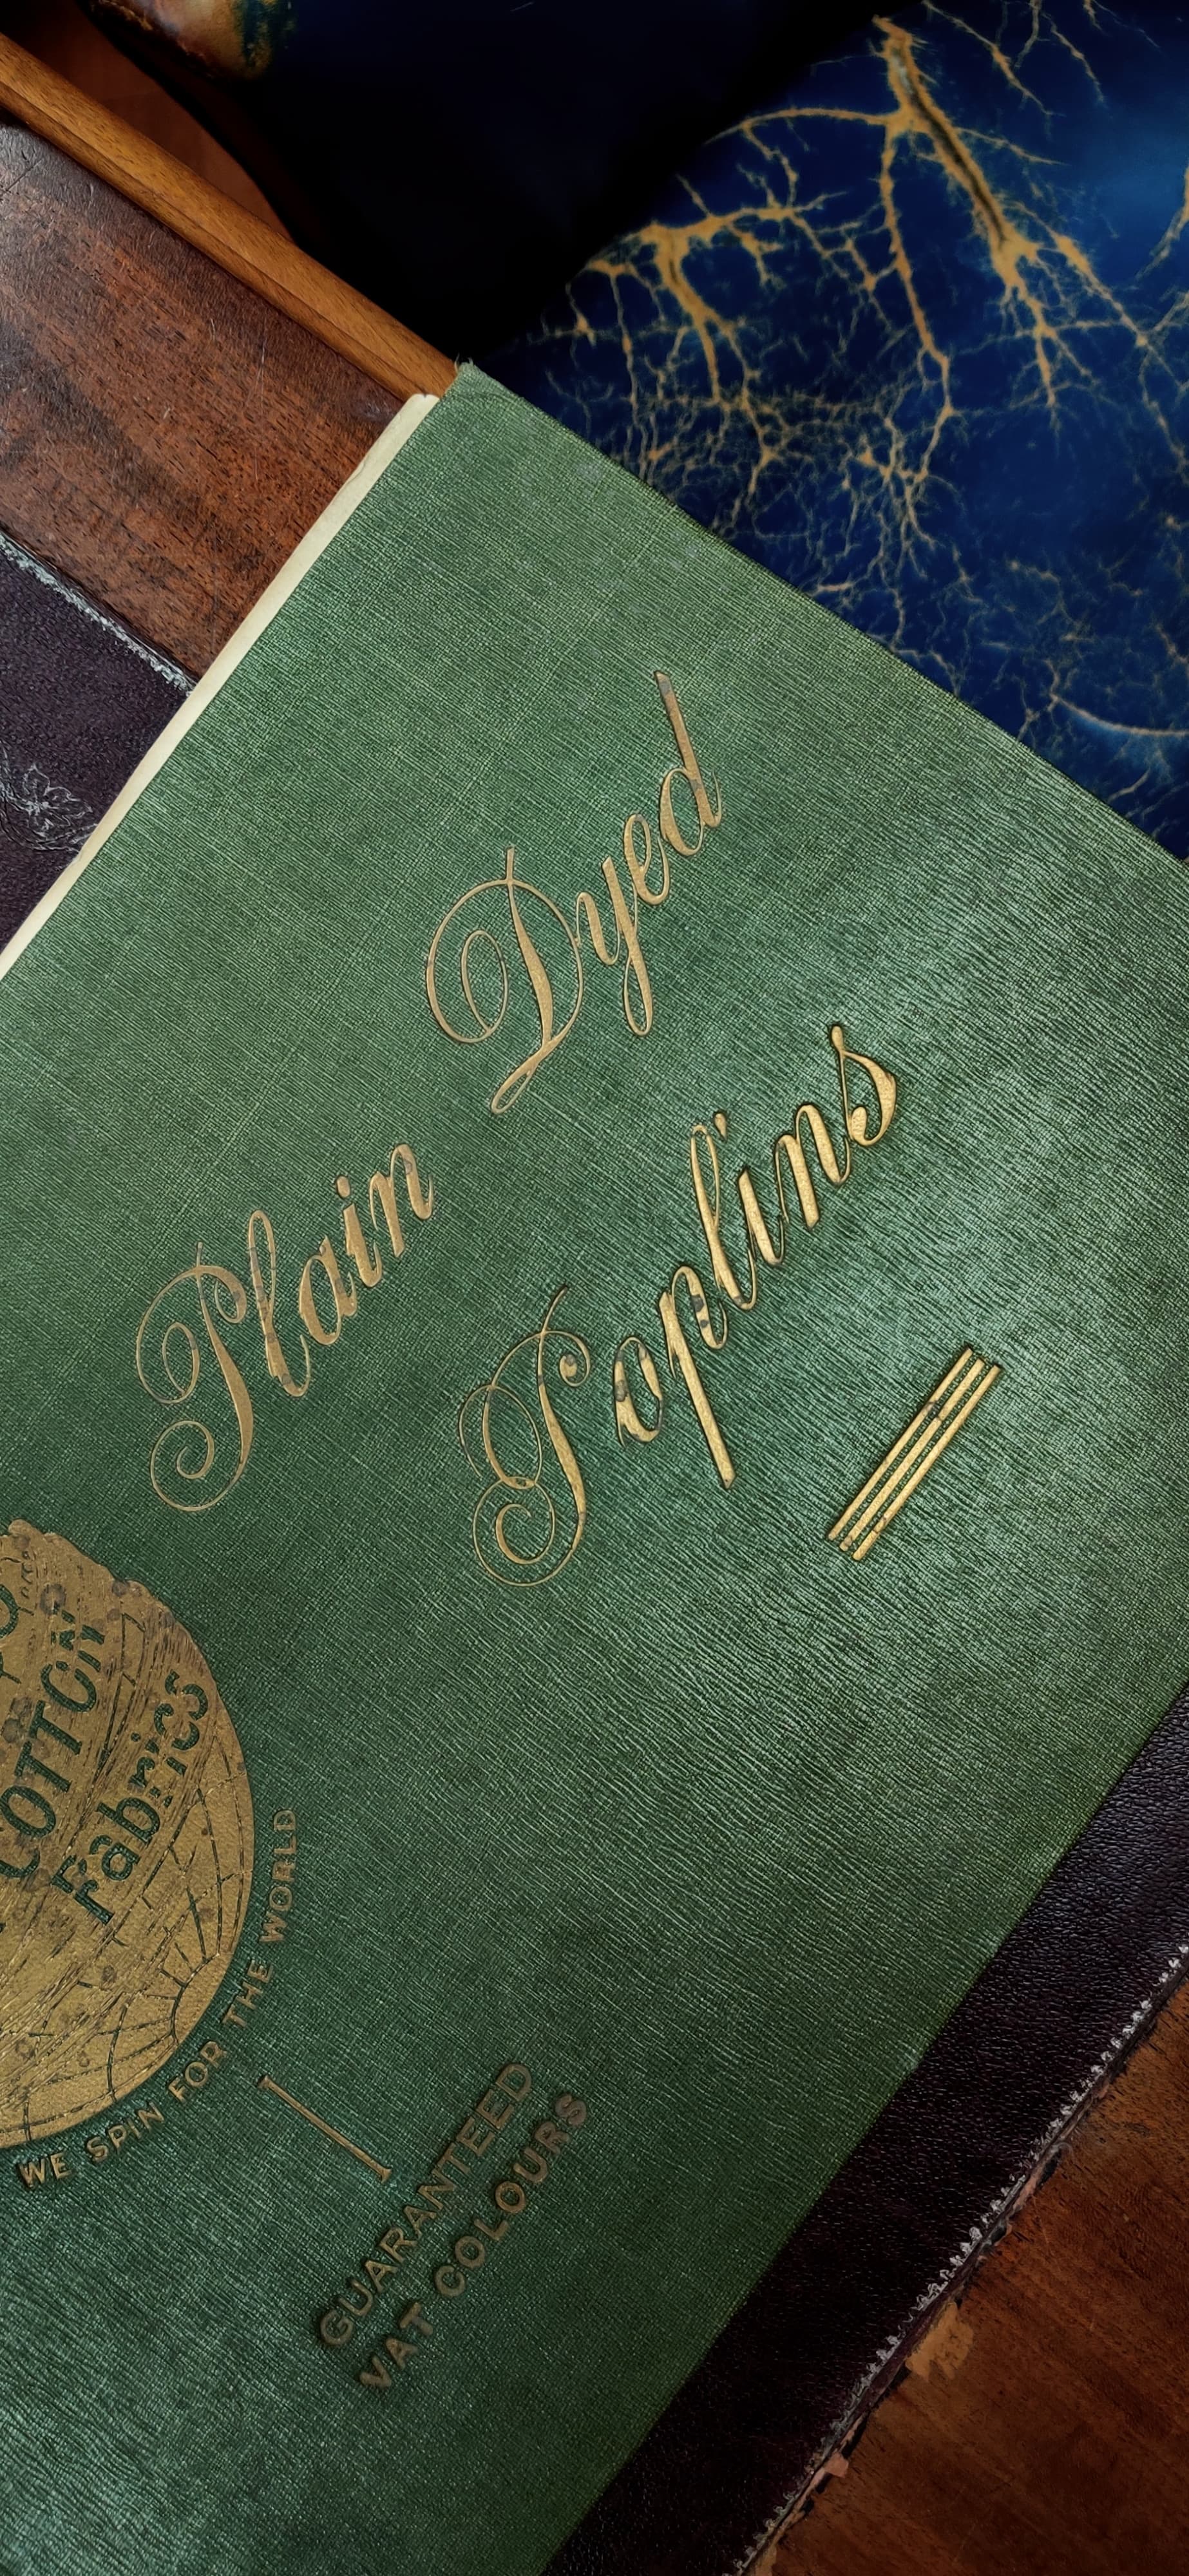 Plain Dyed
Poplins
COTTON
Fabrics
WE SPIN FOR THE WORLD
GUARANTEED
VAT COLOURS